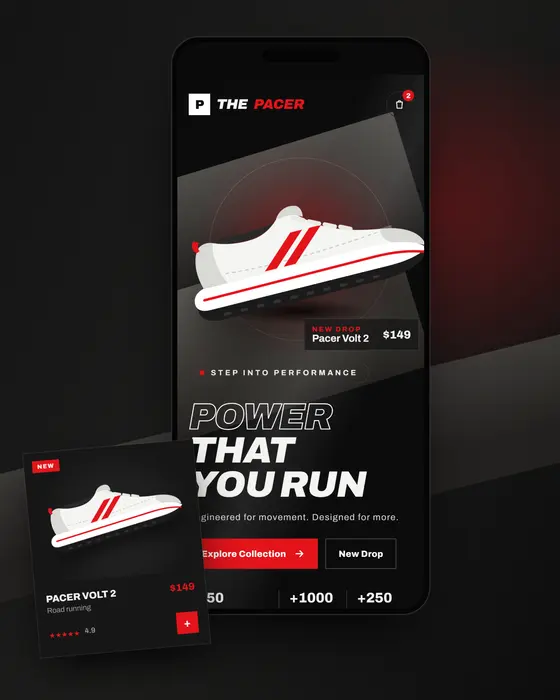 P THE PACER
2
NEW DROP
Pacer Volt 2 $149
STEP INTO PERFORMANCE
POWER
THAT
YOU RUN
gineered for movement. Designed for more.
Explore Collection → New Drop
50 +1000 +250
NEW
PACER VOLT 2 $149
Road running
★★★★★ 4.9
+